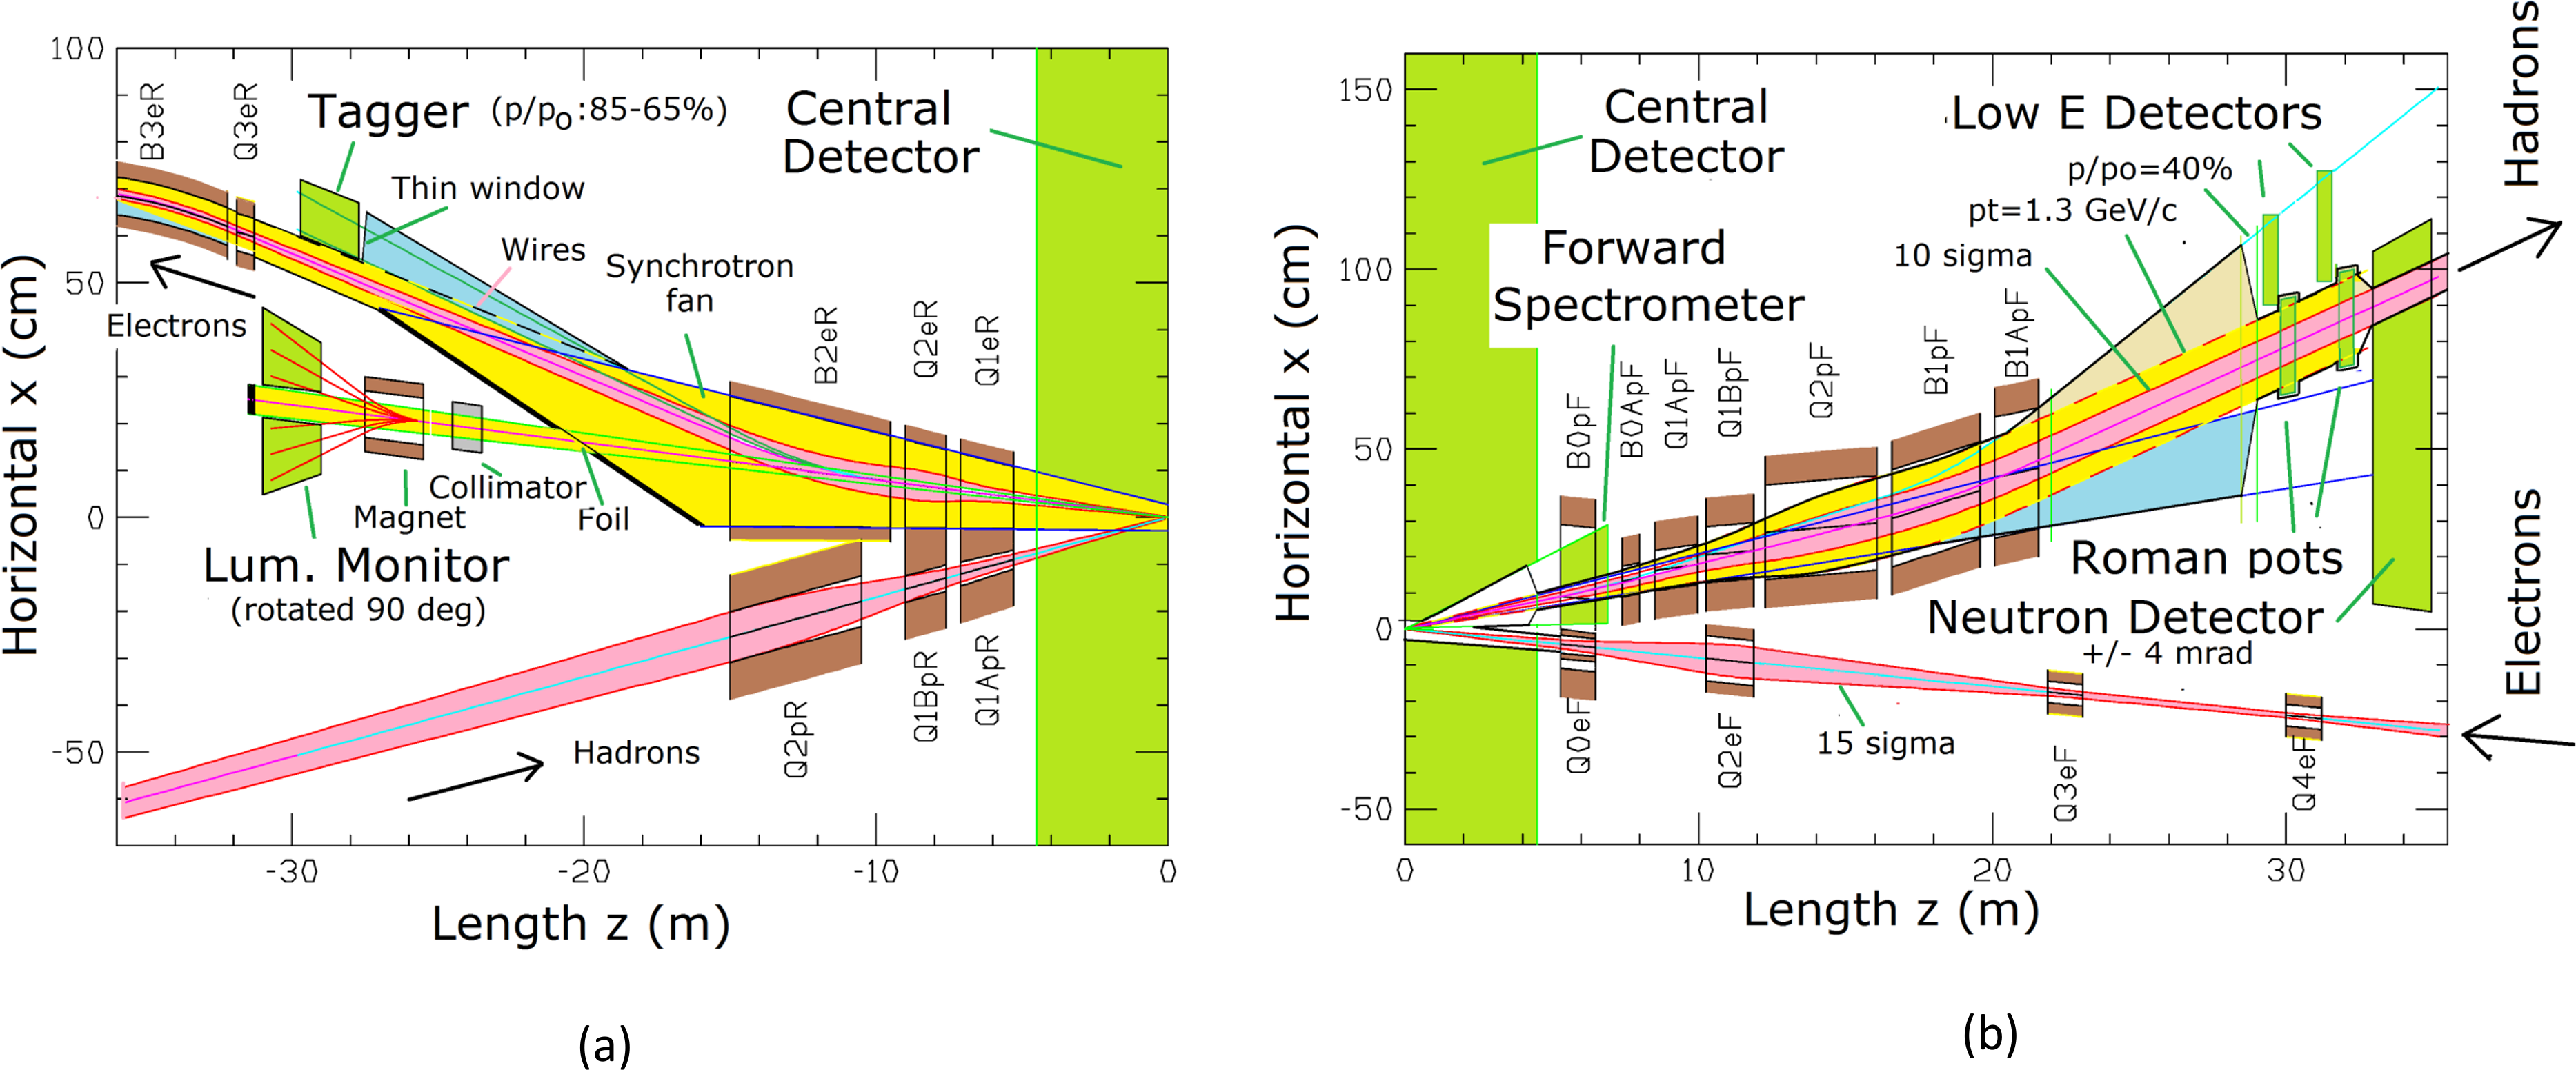 100
50
0
-50
Horizontal x (cm)
B3eR
Q3eR
Tagger (p/po:85-65%)
Thin window
Wires
Synchrotron
fan
Central
Detector
B2eR
Q2eR
Q1eR
Electrons
Magnet
Collimator
Foil
Lum. Monitor
(rotated 90 deg)
Hadrons
Q2pR
Q1BpR
Q1ApR
-30
-20
-10
0
Length z (m)
(a)
150
100
50
0
-50
Horizontal x (cm)
Central
Detector
Forward
Spectrometer
Low E Detectors
p/po=40%
pt=1.3 GeV/c
10 sigma
B0pF
B0ApF
Q1ApF
Q1BpF
Q2pF
B1pF
B1ApF
Roman pots
Neutron Detector
+/- 4 mrad
15 sigma
Q0eF
Q2eF
Q3eF
Q4eF
Hadrons
Electrons
0
10
20
30
Length z (m)
(b)